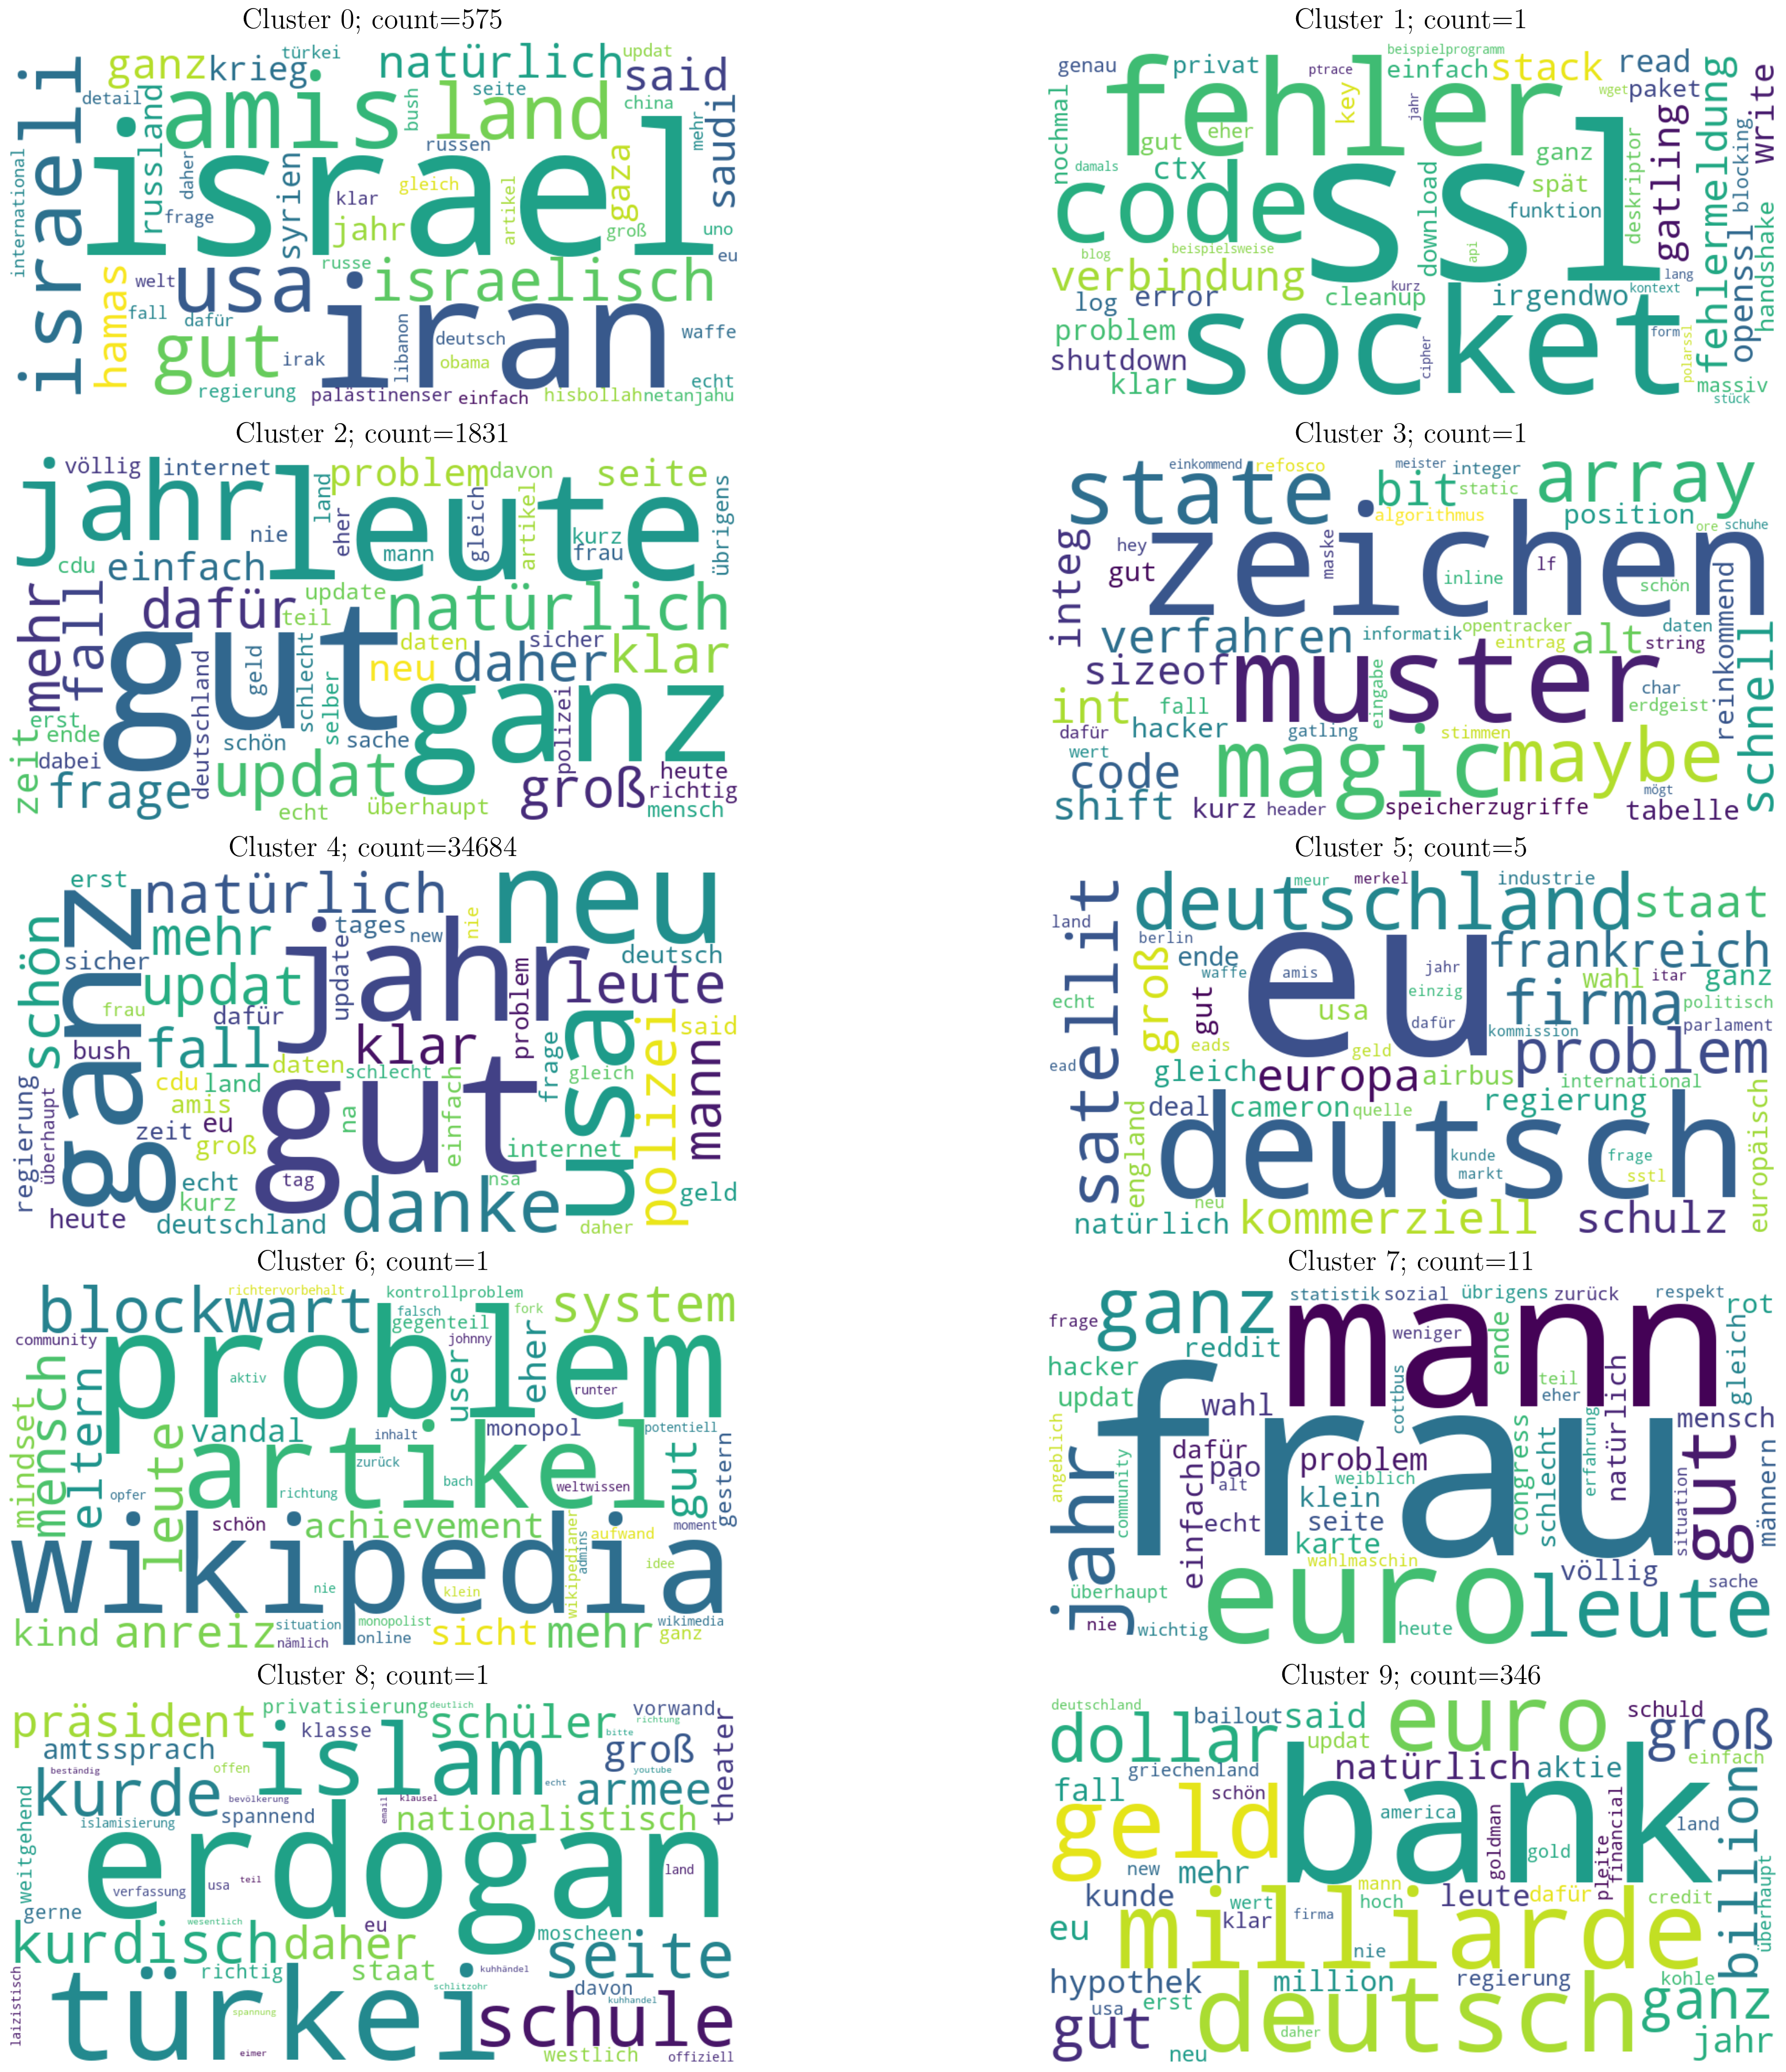 Cluster 0; count=575
türkei
ganz krieg natürlich updat said
detail seite
amis land bush china mehr
israeli russland russen saudi
international daher israel gaza
syrien klar gleich artikel
frage jahr groß uno
russe eu
hamas welt usa israelisch
fall dafür iran deutsch waffe
gut irak libanon obama
regierung palästinenser einfach hisbollah netanjahu echt
Cluster 1; count=1
beispielprogramm
genau privat ptrace einfach stack read
fehler key jahr wget paket
nochmal gut eher ganz gatling fehlermeldung write
damals ctx download spät deskriptor blocking
code ssl funktion openssl handshake
blog beispielsweise api
verbindung kurz lang
log error cleanup irgendwo kontext
problem socket form
shutdown cipher polarssl massiv
klar stück
Cluster 2; count=1831
völlig internet problem davon seite
jahr leute land artikel übrigens
nie eher gleich kurz
cdu einfach mann frau
mehr fall dafür update natürlich
teil daten sicher
gut geld schlecht neu daher klar
deutschland selber ganz polizei
erst ende schön sache
zeit dabei updat heute
frage groß richtig
echt überhaupt mensch
Cluster 3; count=1
einkommend refosco meister integer array
state bit static
algorithmus position ore schuhe
integ hey zeichen maske lf
gut inline schön reinkommend
verfahren informatik opentracker alt daten
eintrag string
sizeof muster char schnell
int fall eingabe erdgeist
dafür hacker gatling stimmen
wert magic maybe
code mögt
shift kurz header speicherzugriffe tabelle
Cluster 4; count=34684
erst natürlich neu
ganz tages new nie
schön mehr jahr deutsch
sicher updat update leute
frau dafür problem said
bush fall klar usa polizei mann
cdu land daten schlecht frage gleich
regierung amis gut einfach
überhaupt zeit eu na
groß internet
echt tag nsa geld
kurz danke
heute deutschland daher
Cluster 5; count=5
meur merkel industrie
land deutschland staat
satellit berlin eu frankreich
groß ende waffe amis jahr wahl itar ganz
echt gut usa einzig firma politisch
dafür kommission parlament
eads geld problem
ead gleich europa airbus international
deal cameron quelle regierung
england deutsch europäisch
kunde frage
markt sstl
neu
natürlich kommerziell schulz
Cluster 6; count=1
richtervorbehalt kontrollproblem
blockwart falsch fork system
community gegenteil johnny
problem user eher
aktiv runter
mindset mensch eltern vandal monopol potentiell
leute artikel inhalt gut gestern
zurück
opfer richtung bach weltwissen
schön achievement aufwand moment
wikipedia wikipedianer admins idee
nie klein
kind anreiz situation monopolist sicht mehr wikimedia
nämlich online ganz
Cluster 7; count=11
statistik sozial übrigens zurück respekt
frage ganz mann weniger ende gleich rot
hacker reddit
updat teil
wahl cottbus eher
angeblich frau natürlich mensch
jahr community dafür problem congress schlecht erfahrung gut männern
einfach pao weiblich
alt klein situation
echt seite
karte
wahlmaschin völlig
überhaupt euro leute sache
nie wichtig heute
Cluster 8; count=1
privatisierung deutlich vorwand
präsident klasse schüler richtung
amtssprach islam bitte groß theater
beständig offen youtube
kurde echt armee
weitgehend bevölkerung email klausel
islamisierung spannend nationalistisch
erdogan land
verfassung usa teil
gerne wesentlich eu moscheen
kurdisch daher seite
richtig staat kuhhändel
laizistisch türkei schlitzohr davon
spannung kuhhandel schule
eimer westlich offiziell
Cluster 9; count=346
deutschland bailout said euro schuld
dollar updat groß
griechenland natürlich aktie einfach
fall schön
geld bank america billion
goldman gold pleite financial land
new mehr mann
kunde wert hoch leute dafür credit überhaupt
eu klar firma
milliarde nie
hypothek million regierung kohle
usa erst deutsch ganz
gut daher jahr
neu